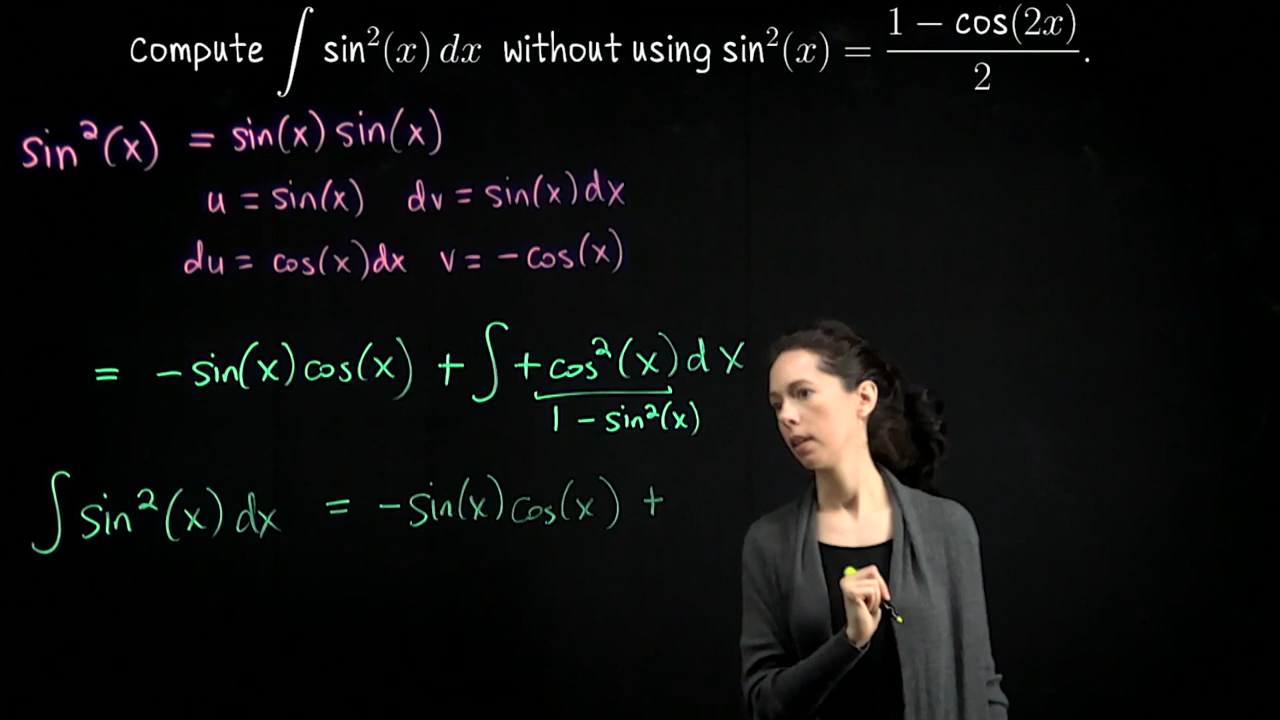 Compute ∫ sin²(x) dx without using sin²(x) = (1 − cos(2x))/2.
sin²(x) = sin(x) sin(x)
u = sin(x) dv = sin(x) dx
du = cos(x) dx v = −cos(x)
= −sin(x) cos(x) + ∫ + cos²(x) dx
1 − sin²(x)
∫ sin²(x) dx = −sin(x) cos(x) +